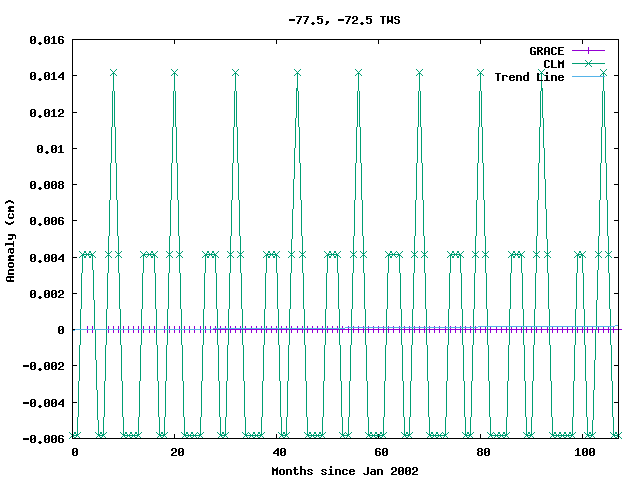 -77.5, -72.5 TWS
GRACE
CLM
Trend Line
0.016
0.014
0.012
0.01
0.008
0.006
0.004
0.002
0
-0.002
-0.004
-0.006
Anomaly (cm)
0 20 40 60 80 100
Months since Jan 2002